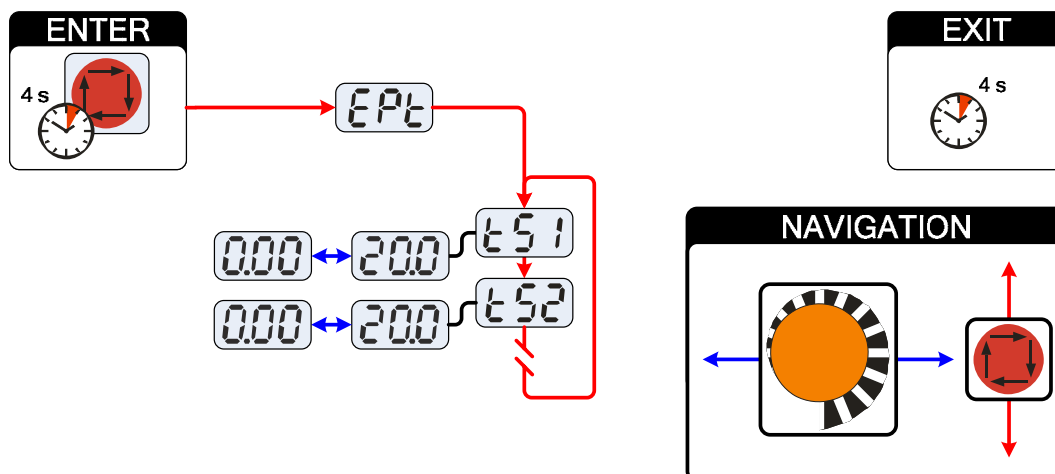 ENTER
4 s
EPt
tS1
0.00
20.0
tS2
0.00
20.0
EXIT
4 s
NAVIGATION